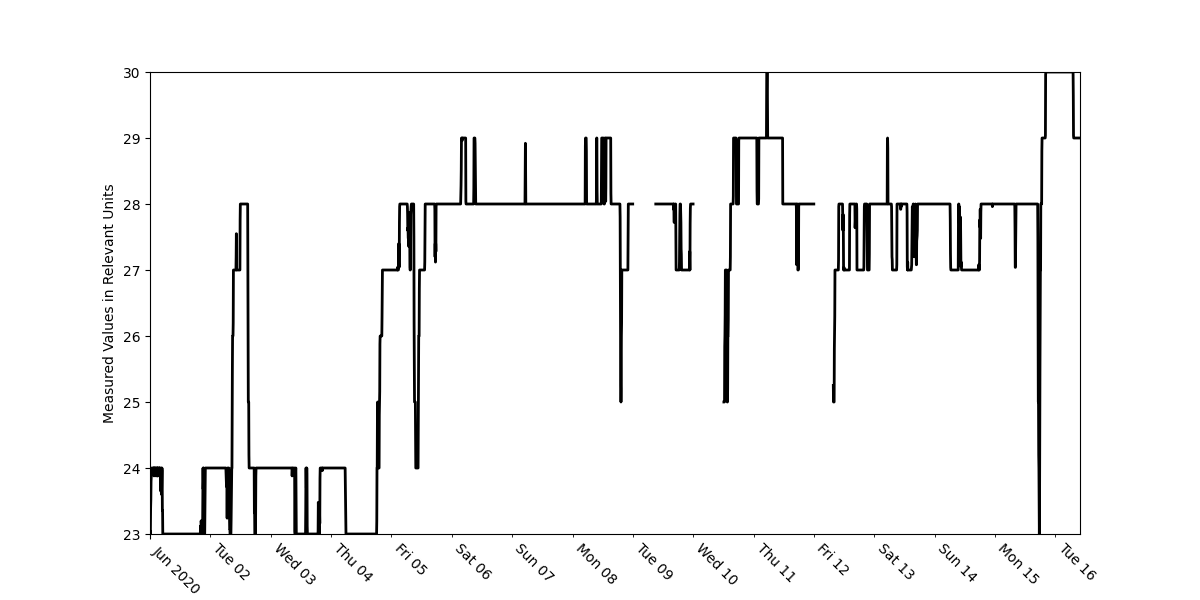 30
29
28
27
26
25
24
23
Measured Values in Relevant Units
Jun 2020
Tue 02
Wed 03
Thu 04
Fri 05
Sat 06
Sun 07
Mon 08
Tue 09
Wed 10
Thu 11
Fri 12
Sat 13
Sun 14
Mon 15
Tue 16